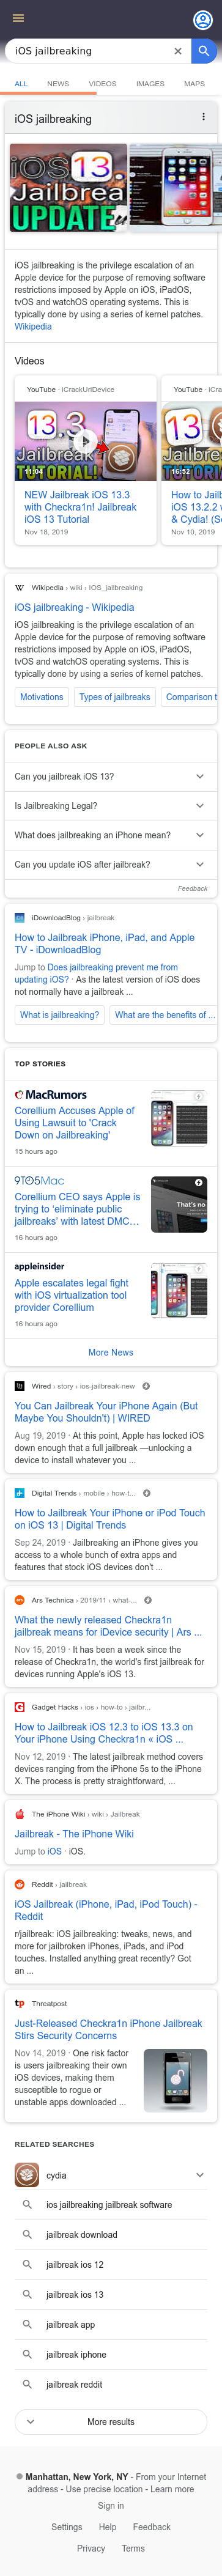 iOS jailbreaking
ALL NEWS VIDEOS IMAGES MAPS
iOS jailbreaking
iOS 13
Jailbreak
UPDATE
iOS jailbreaking is the privilege escalation of an
Apple device for the purpose of removing software
restrictions imposed by Apple on iOS, iPadOS,
tvOS and watchOS operating systems. This is
typically done by using a series of kernel patches.
Wikipedia
Videos
YouTube · iCrackUriDevice
13.3
JAILBREAK
TUTORIAL!
11:04
NEW Jailbreak iOS 13.3
with Checkra1n! Jailbreak
iOS 13 Tutorial
Nov 18, 2019
YouTube · iCra
16:52
How to Jail
iOS 13.2.2
& Cydia! (S
Nov 10, 2019
Wikipedia › wiki › IOS_jailbreaking
iOS jailbreaking - Wikipedia
iOS jailbreaking is the privilege escalation of an
Apple device for the purpose of removing software
restrictions imposed by Apple on iOS, iPadOS,
tvOS and watchOS operating systems. This is
typically done by using a series of kernel patches.
Motivations Types of jailbreaks Comparison t
PEOPLE ALSO ASK
Can you jailbreak iOS 13?
Is Jailbreaking Legal?
What does jailbreaking an iPhone mean?
Can you update iOS after jailbreak?
Feedback
iDownloadBlog › jailbreak
How to Jailbreak iPhone, iPad, and Apple
TV - iDownloadBlog
Jump to Does jailbreaking prevent me from
updating iOS? · As the latest version of iOS does
not normally have a jailbreak ...
What is jailbreaking? What are the benefits of ...
TOP STORIES
MacRumors
Corellium Accuses Apple of
Using Lawsuit to 'Crack
Down on Jailbreaking'
15 hours ago
9TO5Mac
Corellium CEO says Apple is
trying to ‘eliminate public
jailbreaks’ with latest DMC…
That's no
16 hours ago
appleinsider
Apple escalates legal fight
with iOS virtualization tool
provider Corellium
16 hours ago
More News
Wired › story › ios-jailbreak-new
You Can Jailbreak Your iPhone Again (But
Maybe You Shouldn't) | WIRED
Aug 19, 2019 · At this point, Apple has locked iOS
down enough that a full jailbreak —unlocking a
device to install whatever you ...
Digital Trends › mobile › how-t...
How to Jailbreak Your iPhone or iPod Touch
on iOS 13 | Digital Trends
Sep 24, 2019 · Jailbreaking an iPhone gives you
access to a whole bunch of extra apps and
features that stock iOS devices don't ...
Ars Technica › 2019/11 › what-...
What the newly released Checkra1n
jailbreak means for iDevice security | Ars ...
Nov 15, 2019 · It has been a week since the
release of Checkra1n, the world's first jailbreak for
devices running Apple's iOS 13.
Gadget Hacks › ios › how-to › jailbr...
How to Jailbreak iOS 12.3 to iOS 13.3 on
Your iPhone Using Checkra1n « iOS ...
Nov 12, 2019 · The latest jailbreak method covers
devices ranging from the iPhone 5s to the iPhone
X. The process is pretty straightforward, ...
The iPhone Wiki › wiki › Jailbreak
Jailbreak - The iPhone Wiki
Jump to iOS · iOS.
Reddit › jailbreak
iOS Jailbreak (iPhone, iPad, iPod Touch) -
Reddit
r/jailbreak: iOS jailbreaking: tweaks, news, and
more for jailbroken iPhones, iPads, and iPod
Touches. Installed anything great recently? Got
an ...
Threatpost
Just-Released Checkra1n iPhone Jailbreak
Stirs Security Concerns
Nov 14, 2019 · One risk factor
is users jailbreaking their own
iOS devices, making them
susceptible to rogue or
unstable apps downloaded ...
RELATED SEARCHES
cydia
ios jailbreaking jailbreak software
jailbreak download
jailbreak ios 12
jailbreak ios 13
jailbreak app
jailbreak iphone
jailbreak reddit
More results
Manhattan, New York, NY - From your Internet
address - Use precise location - Learn more
Sign in
Settings Help Feedback
Privacy Terms